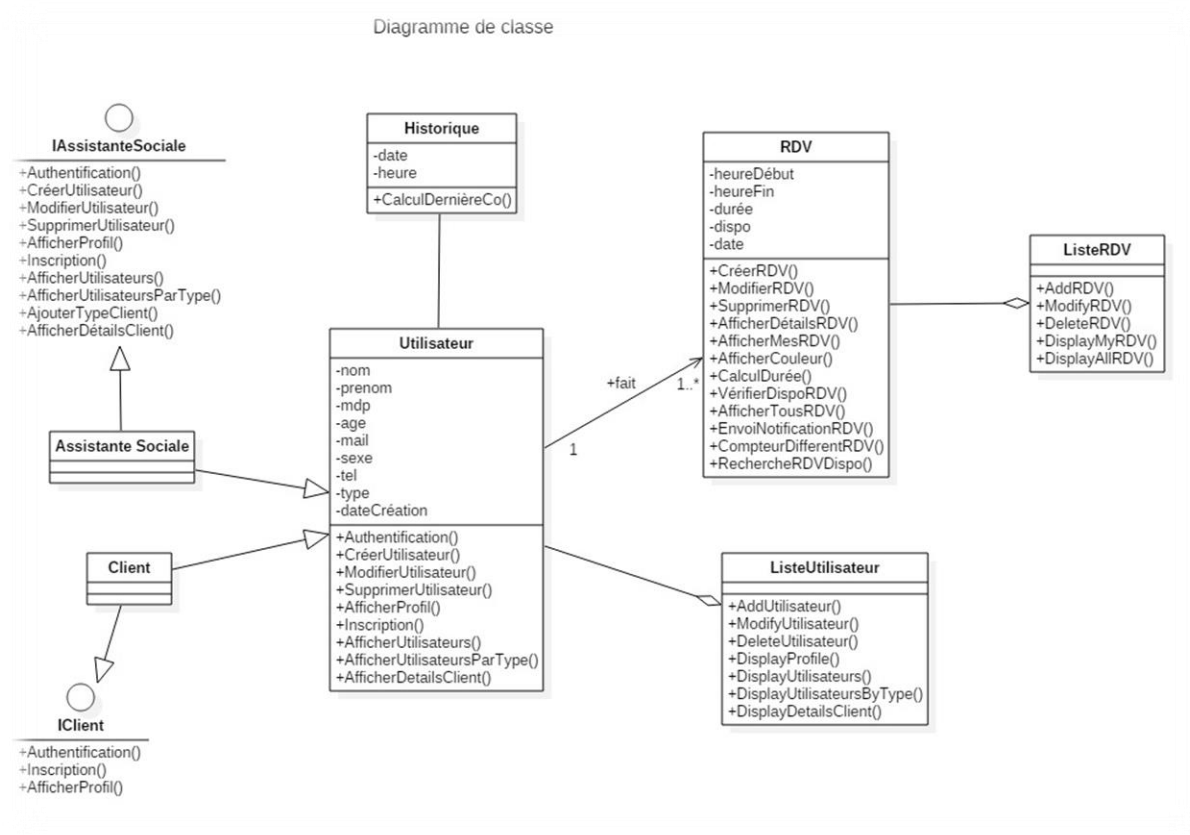 Diagramme de classe
IAssistanteSociale
+Authentification()
+CréerUtilisateur()
+ModifierUtilisateur()
+SupprimerUtilisateur()
+AfficherProfil()
+Inscription()
+AfficherUtilisateurs()
+AfficherUtilisateursParType()
+AjouterTypeClient()
+AfficherDétailsClient()
Assistante Sociale
Client
IClient
+Authentification()
+Inscription()
+AfficherProfil()
Historique
-date
-heure
+CalculDernièreCo()
Utilisateur
-nom
-prenom
-mdp
-age
-mail
-sexe
-tel
-type
-dateCréation
+Authentification()
+CréerUtilisateur()
+ModifierUtilisateur()
+SupprimerUtilisateur()
+AfficherProfil()
+Inscription()
+AfficherUtilisateurs()
+AfficherUtilisateursParType()
+AfficherDetailsClient()
+fait
1..*
1
RDV
-heureDébut
-heureFin
-durée
-dispo
-date
+CréerRDV()
+ModifierRDV()
+SupprimerRDV()
+AfficherDétailsRDV()
+AfficherMesRDV()
+AfficherCouleur()
+CalculDurée()
+VérifierDispoRDV()
+AfficherTousRDV()
+EnvoiNotificationRDV()
+CompteurDifferentRDV()
+RechercheRDVDispo()
ListeRDV
+AddRDV()
+ModifyRDV()
+DeleteRDV()
+DisplayMyRDV()
+DisplayAllRDV()
ListeUtilisateur
+AddUtilisateur()
+ModifyUtilisateur()
+DeleteUtilisateur()
+DisplayProfile()
+DisplayUtilisateurs()
+DisplayUtilisateursByType()
+DisplayDetailsClient()